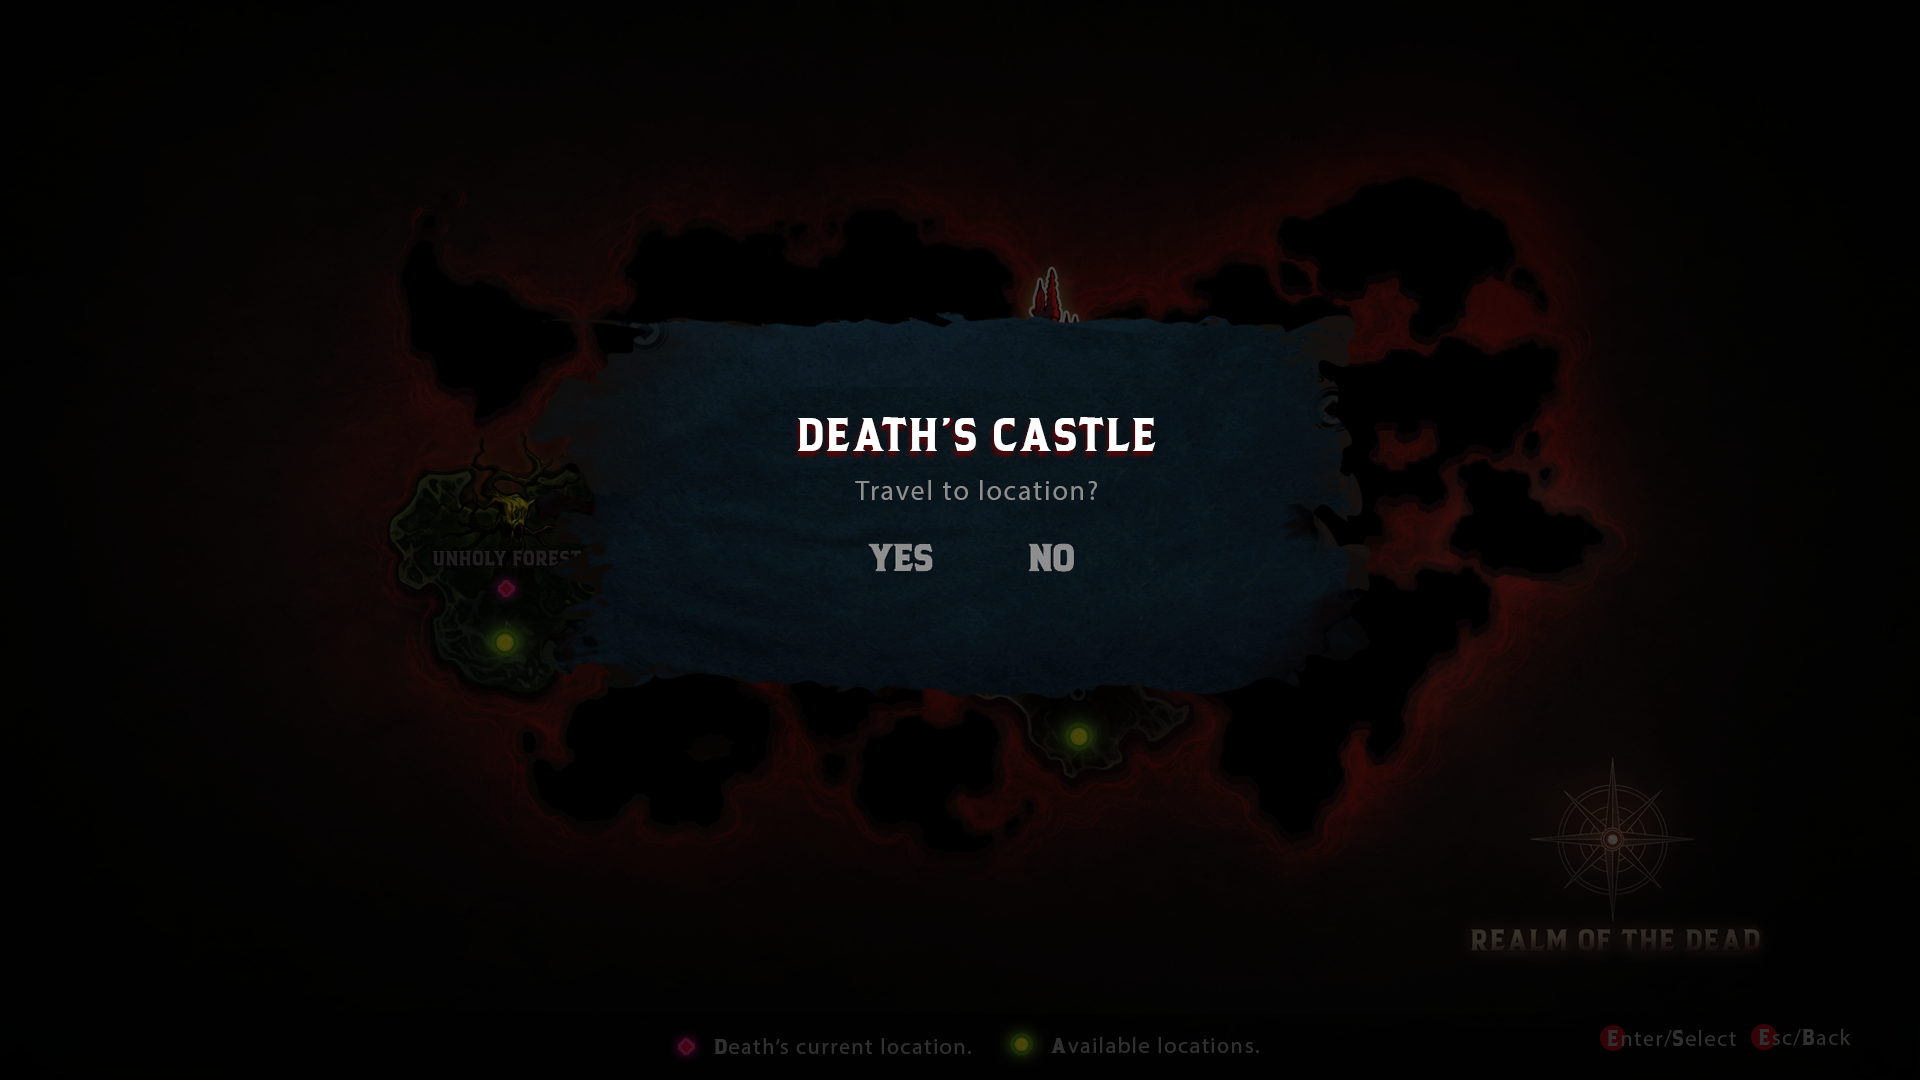 DEATH'S CASTLE
Travel to location?
YES NO
UNHOLY FOREST
REALM OF THE DEAD
Death's current location. Available locations.
Enter/Select Esc/Back